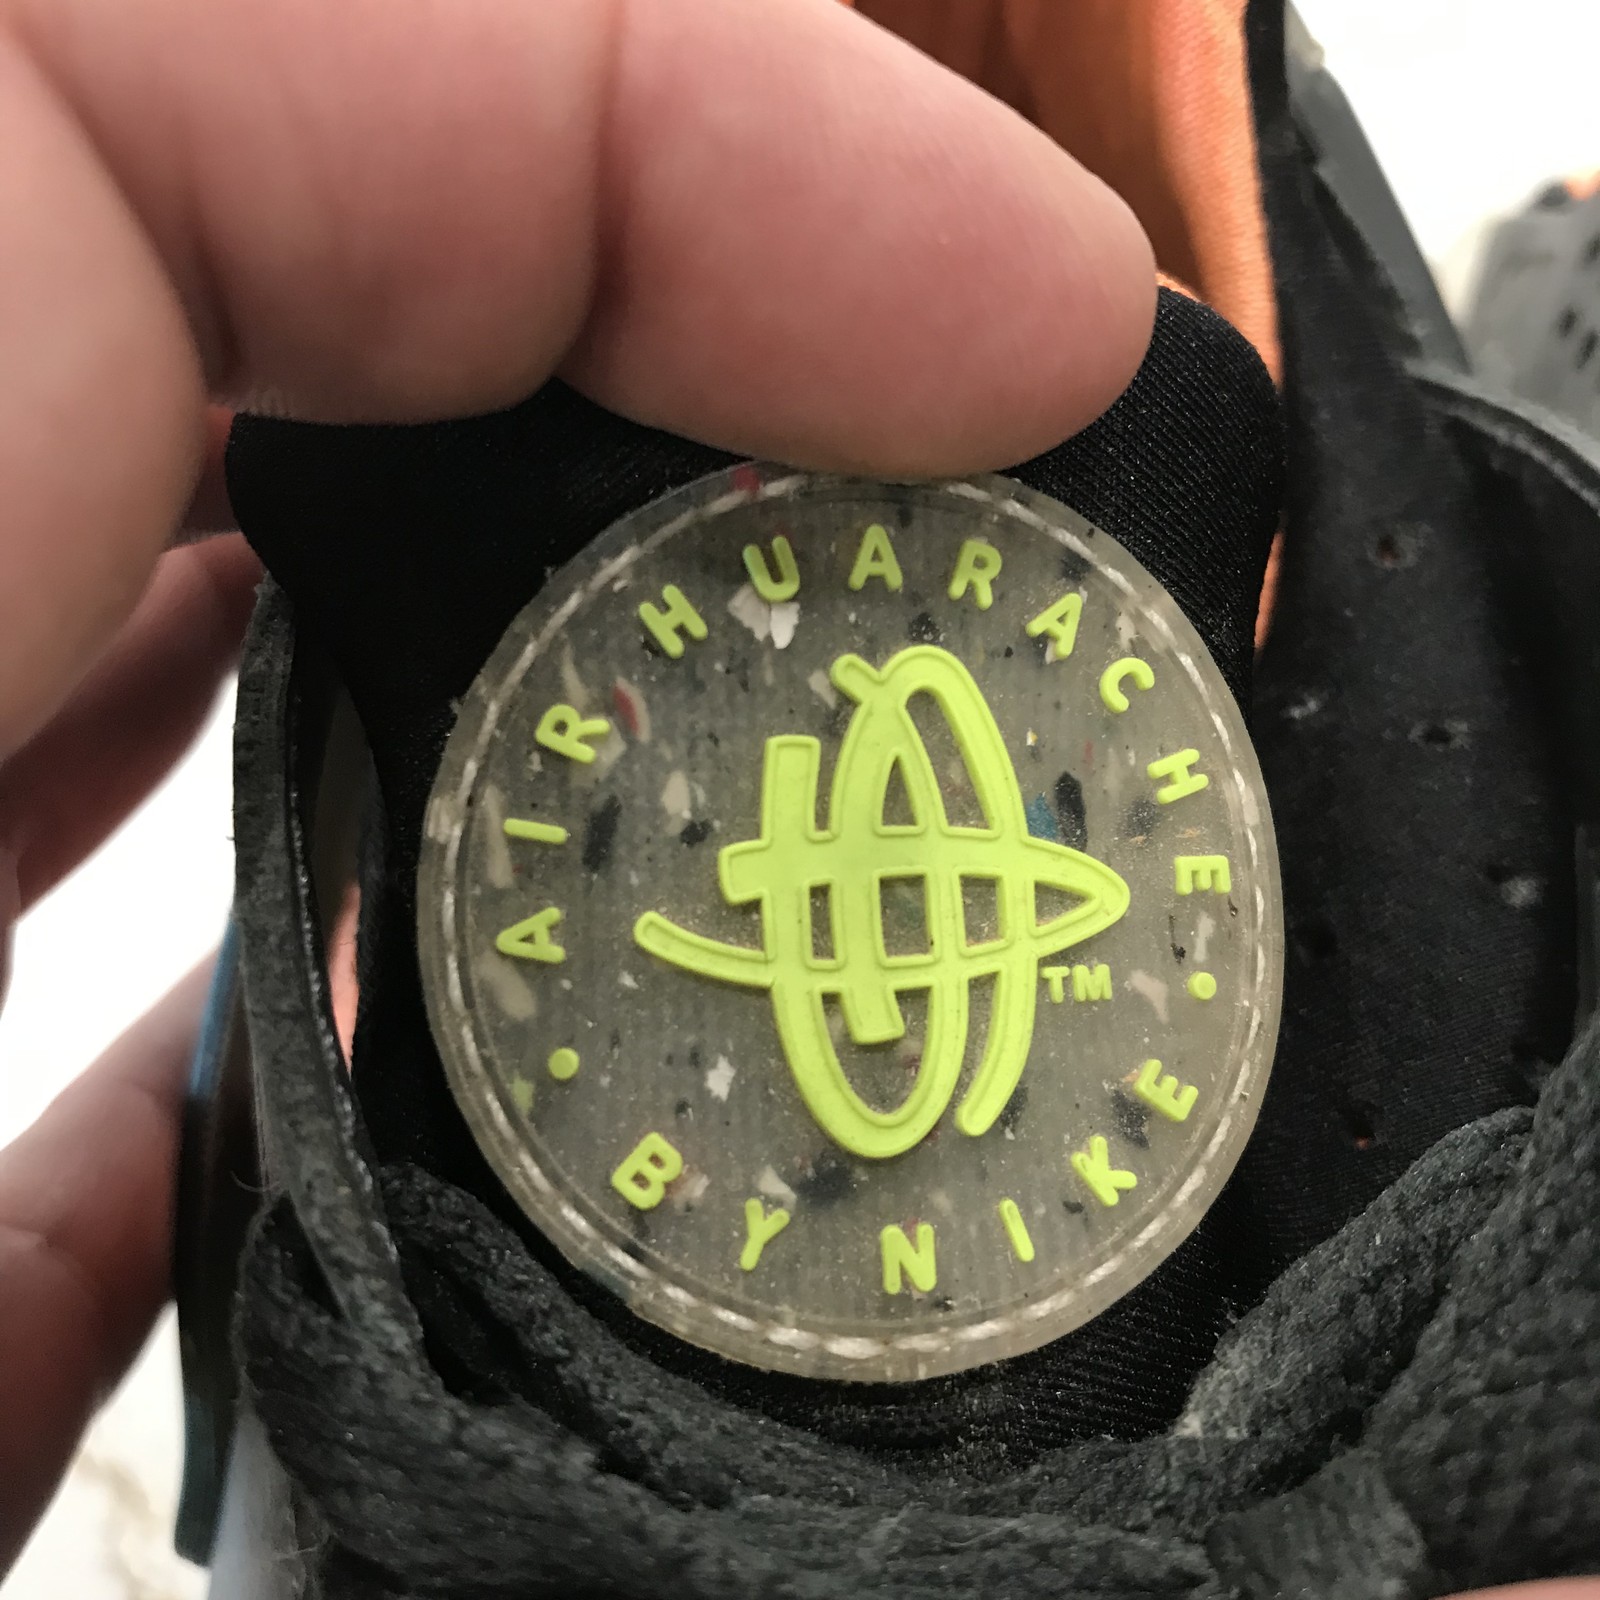 • AIR HUARACHE •
TM
BY NIKE